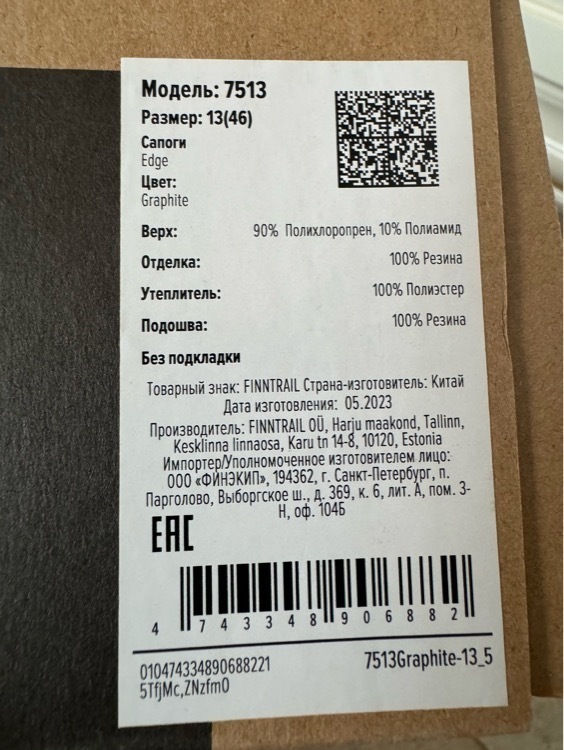 Модель: 7513
Размер: 13(46)
Сапоги
Edge
Цвет:
Graphite
Верх: 90% Полихлоропрен, 10% Полиамид
Отделка: 100% Резина
Утеплитель: 100% Полиэстер
Подошва: 100% Резина
Без подкладки
Товарный знак: FINNTRAIL Страна-изготовитель: Китай
Дата изготовления: 05.2023
Производитель: FINNTRAIL OÜ, Harju maakond, Tallinn,
Kesklinna linnaosa, Karu tn 14-8, 10120, Estonia
Импортер/Уполномоченное изготовителем лицо:
ООО «ФИНЭКИП», 194362, г. Санкт-Петербург, п.
Парголово, Выборгское ш., д. 369, к. 6, лит. А, пом. 3-
Н, оф. 104Б
EAC
4 743348 906882
010474334890688221
5TfjMc,ZNzfmO
7513Graphite-13_5